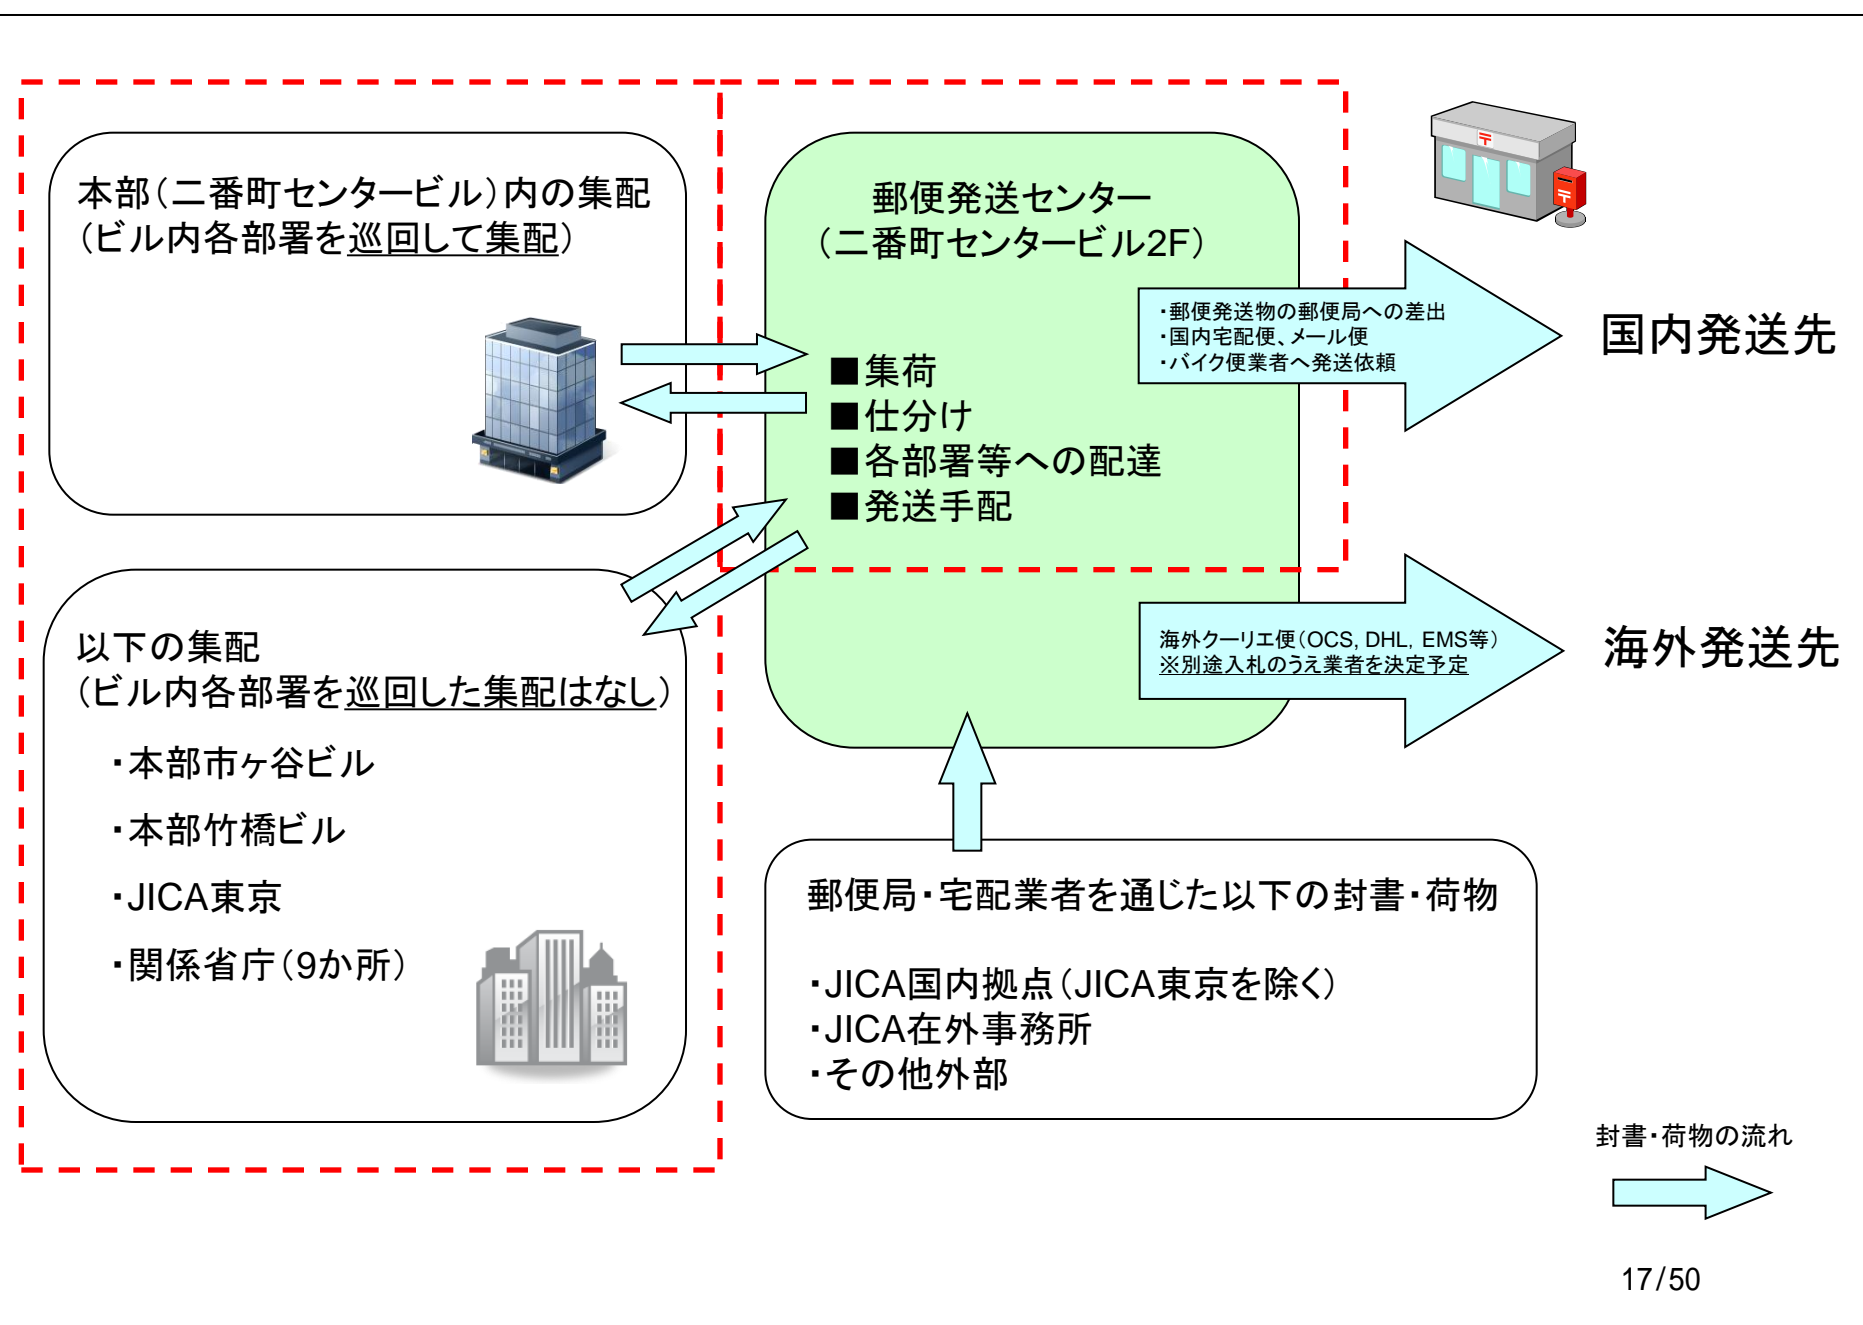 本部（二番町センタービル）内の集配
（ビル内各部署を巡回して集配）
以下の集配
（ビル内各部署を巡回した集配はなし）
・本部市ヶ谷ビル
・本部竹橋ビル
・JICA東京
・関係省庁（9か所）
郵便発送センター
（二番町センタービル2F）
■集荷
■仕分け
■各部署等への配達
■発送手配
・郵便発送物の郵便局への差出
・国内宅配便、メール便
・バイク便業者へ発送依頼
国内発送先
海外クーリエ便（OCS, DHL, EMS等）
※別途入札のうえ業者を決定予定
海外発送先
郵便局・宅配業者を通じた以下の封書・荷物
・JICA国内拠点（JICA東京を除く）
・JICA在外事務所
・その他外部
封書・荷物の流れ
17/50